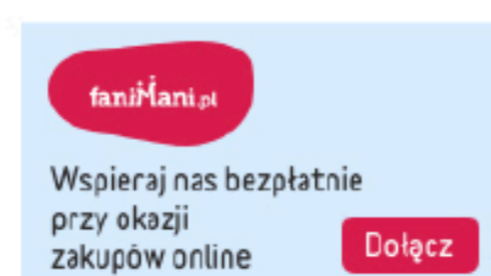 faniMani.pl
Wspieraj nas bezpłatnie
przy okazji
zakupów online
Dołącz